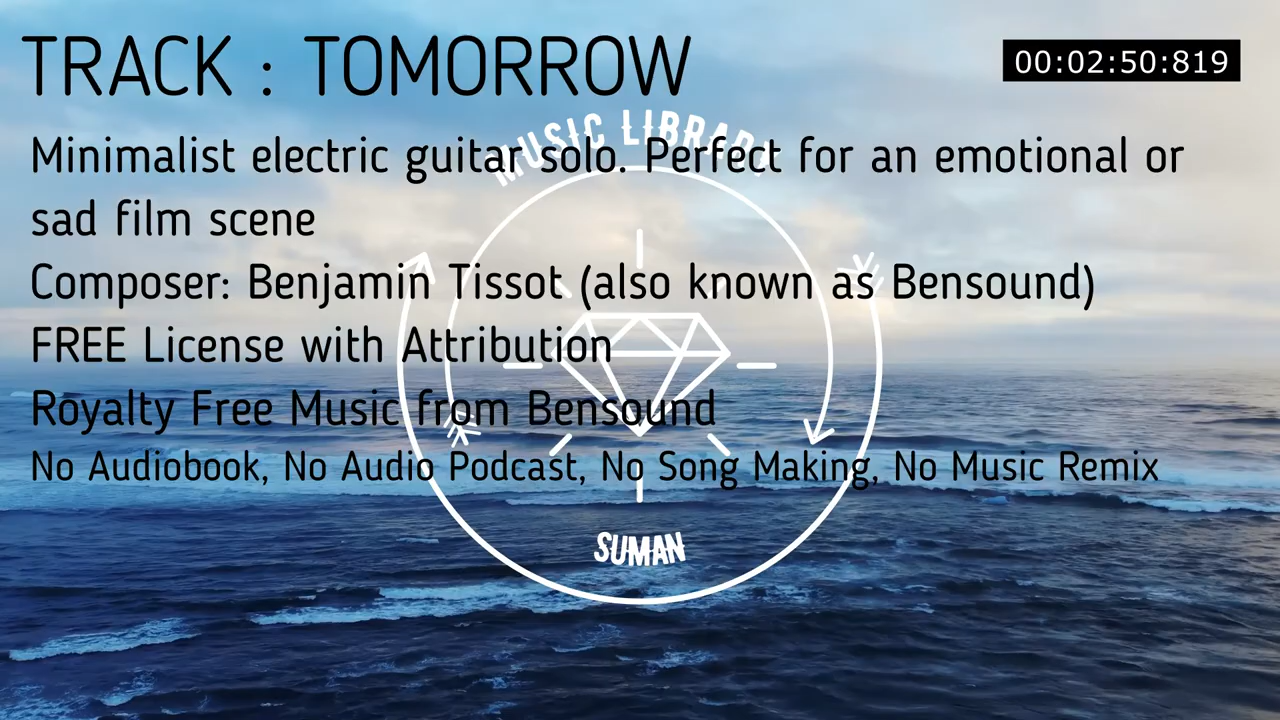 TRACK : TOMORROW
00:02:50:819
MUSIC LIBRARY
Minimalist electric guitar solo. Perfect for an emotional or
sad film scene
Composer: Benjamin Tissot (also known as Bensound)
FREE License with Attribution
Royalty Free Music from Bensound
No Audiobook, No Audio Podcast, No Song Making, No Music Remix
SUMAN